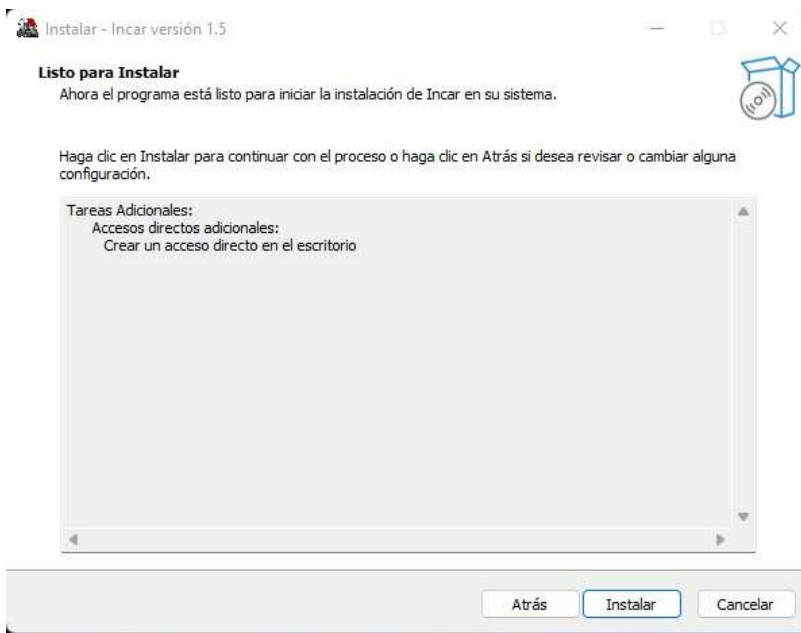 Instalar - Incar versión 1.5
Listo para Instalar
Ahora el programa está listo para iniciar la instalación de Incar en su sistema.
Haga clic en Instalar para continuar con el proceso o haga clic en Atrás si desea revisar o cambiar alguna
configuración.
Tareas Adicionales:
Accesos directos adicionales:
Crear un acceso directo en el escritorio
Atrás
Instalar
Cancelar